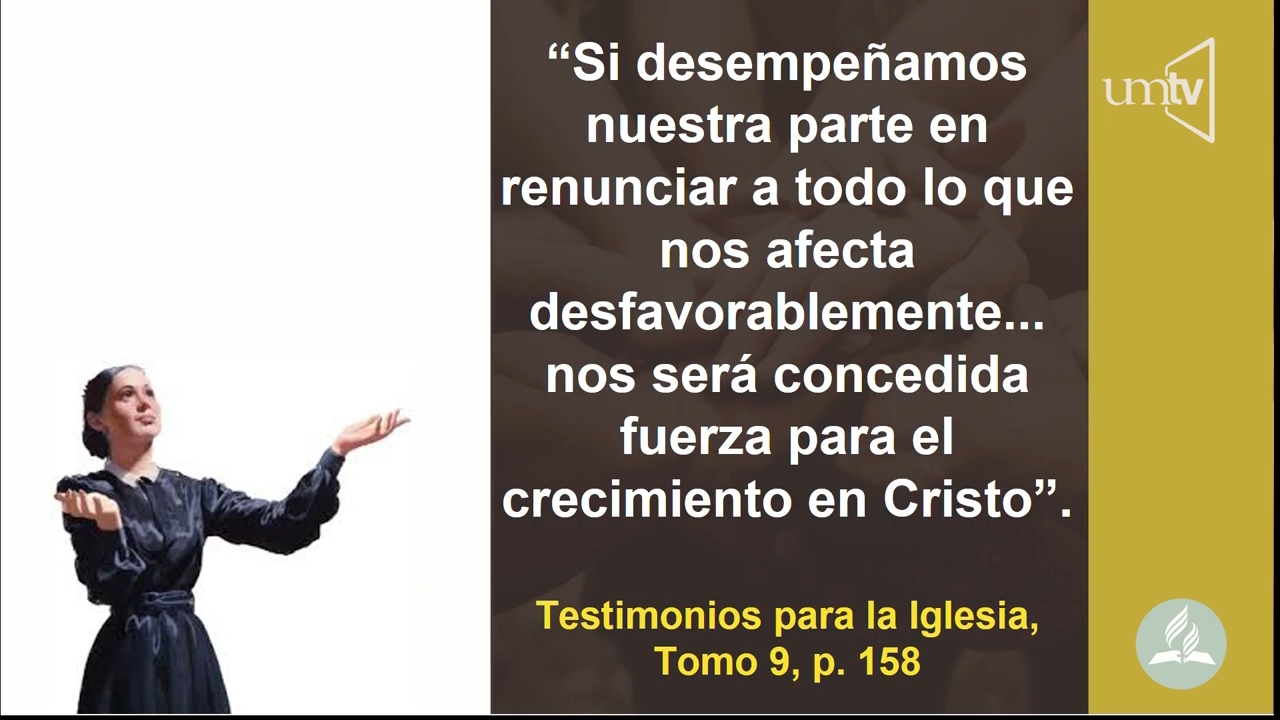 “Si desempeñamos
nuestra parte en
renunciar a todo lo que
nos afecta
desfavorablemente...
nos será concedida
fuerza para el
crecimiento en Cristo”.
Testimonios para la Iglesia,
Tomo 9, p. 158
umtv